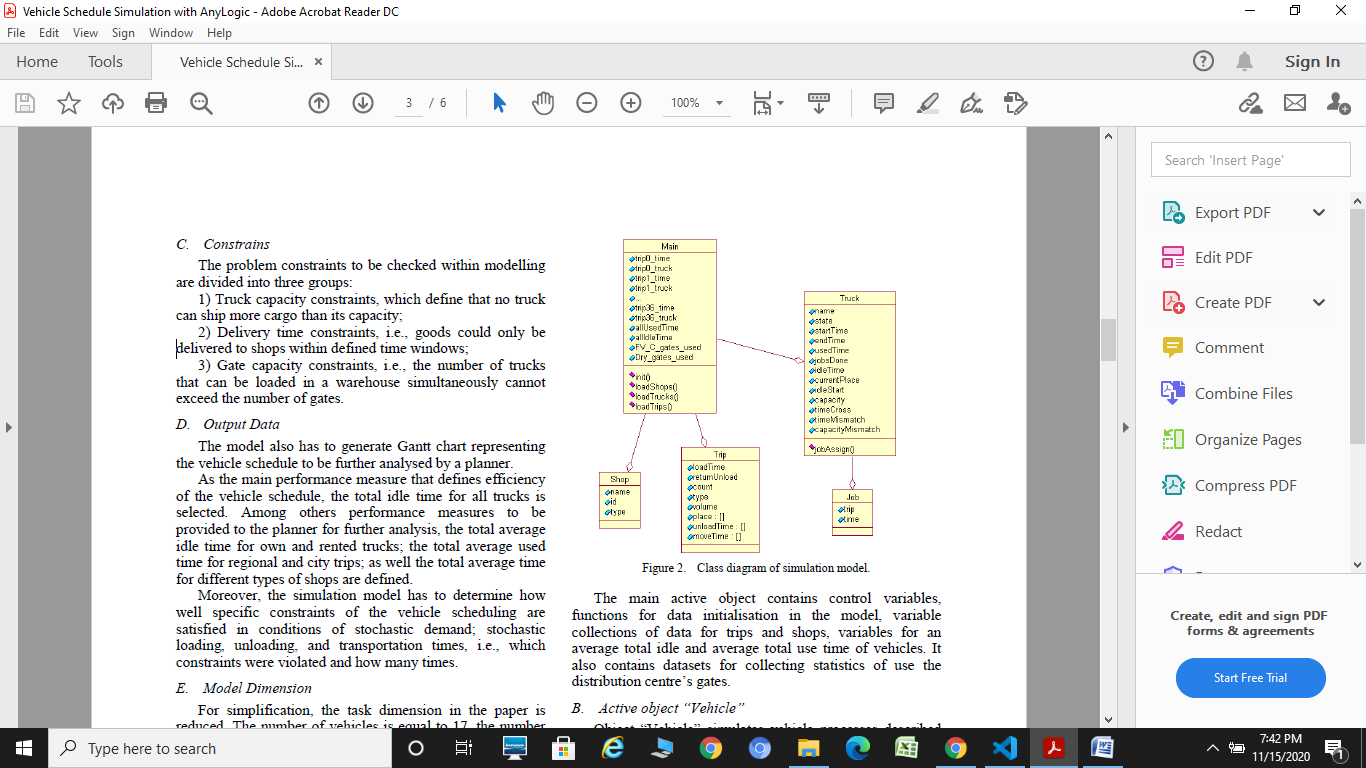 Vehicle Schedule Simulation with AnyLogic - Adobe Acrobat Reader DC
File Edit View Sign Window Help
Home Tools Vehicle Schedule Si... × Sign In
3 / 6 100%
C. Constrains
The problem constraints to be checked within modelling
are divided into three groups:
1) Truck capacity constraints, which define that no truck
can ship more cargo than its capacity;
2) Delivery time constraints, i.e., goods could only be
delivered to shops within defined time windows;
3) Gate capacity constraints, i.e., the number of trucks
that can be loaded in a warehouse simultaneously cannot
exceed the number of gates.
D. Output Data
The model also has to generate Gantt chart representing
the vehicle schedule to be further analysed by a planner.
As the main performance measure that defines efficiency
of the vehicle schedule, the total idle time for all trucks is
selected. Among others performance measures to be
provided to the planner for further analysis, the total average
idle time for own and rented trucks; the total average used
time for regional and city trips; as well the total average time
for different types of shops are defined.
Moreover, the simulation model has to determine how
well specific constraints of the vehicle scheduling are
satisfied in conditions of stochastic demand; stochastic
loading, unloading, and transportation times, i.e., which
constraints were violated and how many times.
E. Model Dimension
For simplification, the task dimension in the paper is
reduced. The number of vehicles is equal to 17, the number
Main
trip0_time
trip0_truck
trip1_time
trip1_truck
...
trip36_time
trip36_truck
allUsedTime
allIdleTime
FV_C_gates_used
Dry_gates_used
init()
loadShops()
loadTrucks()
loadTrips()
Truck
name
state
startTime
endTime
usedTime
jobsDone
idleTime
currentPlace
idleStart
capacity
timeCross
timeMismatch
capacityMismatch
jobAssign()
Shop
name
id
type
Trip
loadTime
returnUnload
count
type
volume
place : []
unloadTime : []
moveTime : []
Job
trip
time
Figure 2. Class diagram of simulation model.
The main active object contains control variables,
functions for data initialisation in the model, variable
collections of data for trips and shops, variables for an
average total idle and average total use time of vehicles. It
also contains datasets for collecting statistics of use the
distribution centre's gates.
B. Active object “Vehicle”
Object “Vehicle” simulates vehicle processes described
Search 'Insert Page'
Export PDF
Edit PDF
Create PDF
Comment
Combine Files
Organize Pages
Compress PDF
Redact
Create, edit and sign PDF
forms & agreements
Start Free Trial
Type here to search
7:42 PM
11/15/2020
1